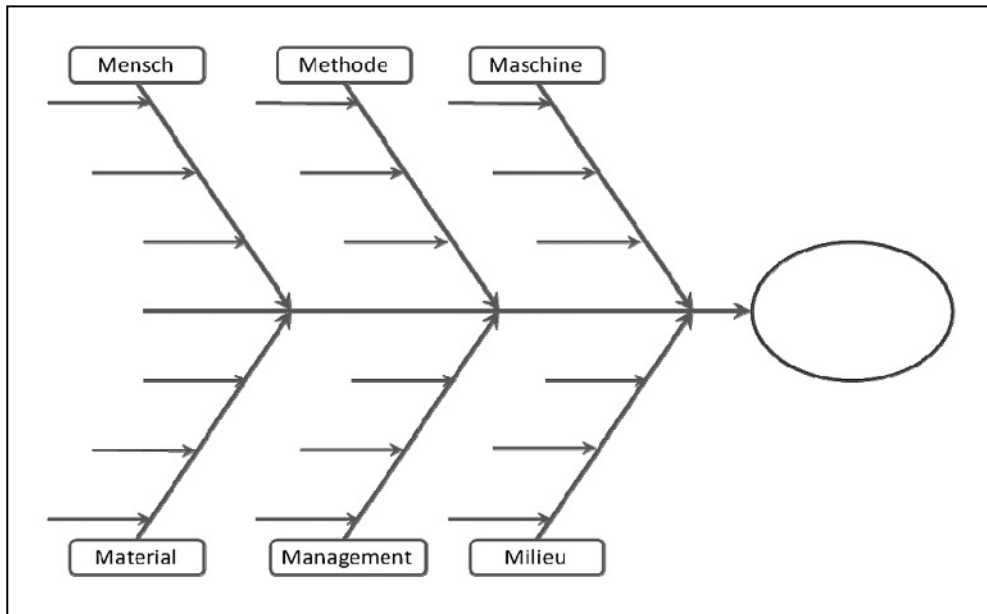 Mensch
Methode
Maschine
Material
Management
Milieu